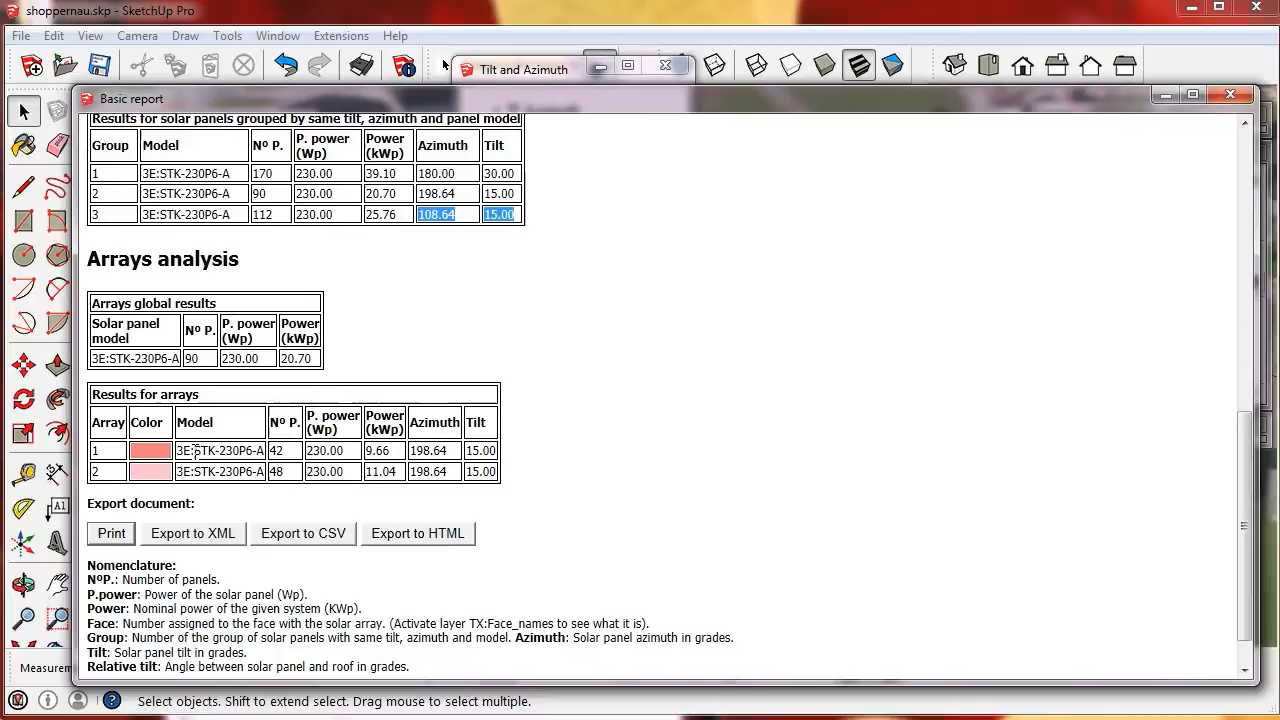 shoppernau.skp - SketchUp Pro
File Edit View Camera Draw Tools Window Extensions Help
Tilt and Azimuth
Basic report
Results for solar panels grouped by same tilt, azimuth and panel model
Group Model Nº P. P. power (Wp) Power (kWp) Azimuth Tilt
1 3E:STK-230P6-A 170 230.00 39.10 180.00 30.00
2 3E:STK-230P6-A 90 230.00 20.70 198.64 15.00
3 3E:STK-230P6-A 112 230.00 25.76 108.64 15.00
Arrays analysis
Arrays global results
Solar panel model Nº P. P. power (Wp) Power (kWp)
3E:STK-230P6-A 90 230.00 20.70
Results for arrays
Array Color Model Nº P. P. power (Wp) Power (kWp) Azimuth Tilt
1 3E:STK-230P6-A 42 230.00 9.66 198.64 15.00
2 3E:STK-230P6-A 48 230.00 11.04 198.64 15.00
Export document:
Print Export to XML Export to CSV Export to HTML
Nomenclature:
NºP.: Number of panels.
P.power: Power of the solar panel (Wp).
Power: Nominal power of the given system (KWp).
Face: Number assigned to the face with the solar array. (Activate layer TX:Face_names to see what it is).
Group: Number of the group of solar panels with same tilt, azimuth and model. Azimuth: Solar panel azimuth in grades.
Tilt: Solar panel tilt in grades.
Relative tilt: Angle between solar panel and roof in grades.
A1
Measurem
Select objects. Shift to extend select. Drag mouse to select multiple.